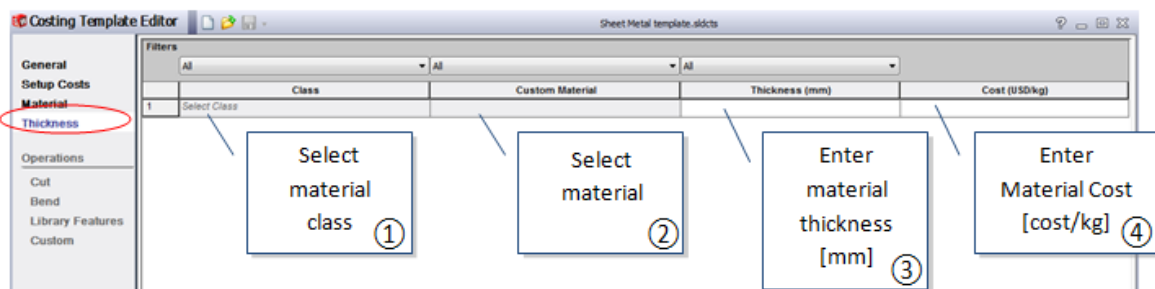 Costing Template Editor
Sheet Metal template.sldcts
Filters
General
All
All
All
Setup Costs
Class
Custom Material
Thickness (mm)
Cost (USD/kg)
Material
1
Select Class
Thickness
Operations
Cut
Bend
Library Features
Custom
Select
material
class
①
Select
material
②
Enter
material
thickness
[mm]
③
Enter
Material Cost
[cost/kg]
④